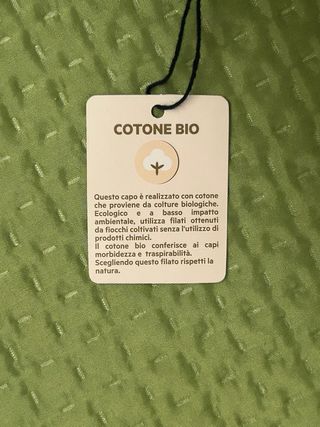 COTONE BIO
Questo capo è realizzato con cotone
che proviene da colture biologiche.
Ecologico e a basso impatto
ambientale, utilizza filati ottenuti
da fiocchi coltivati senza l'utilizzo di
prodotti chimici.
Il cotone bio conferisce ai capi
morbidezza e traspirabilità.
Scegliendo questo filato rispetti la
natura.